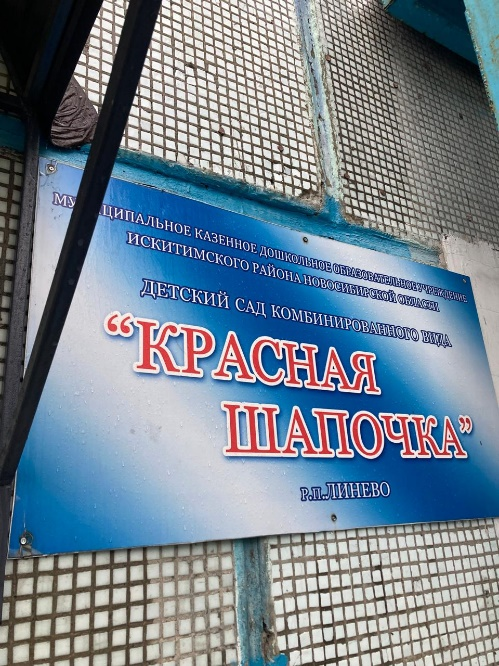 МУНИЦИПАЛЬНОЕ КАЗЕННОЕ ДОШКОЛЬНОЕ ОБРАЗОВАТЕЛЬНОЕ УЧРЕЖДЕНИЕ
ИСКИТИМСКОГО РАЙОНА НОВОСИБИРСКОЙ ОБЛАСТИ
ДЕТСКИЙ САД КОМБИНИРОВАННОГО ВИДА
“КРАСНАЯ
ШАПОЧКА”
Р.П.ЛИНЕВО